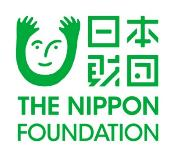 日本
財団
THE NIPPON
FOUNDATION